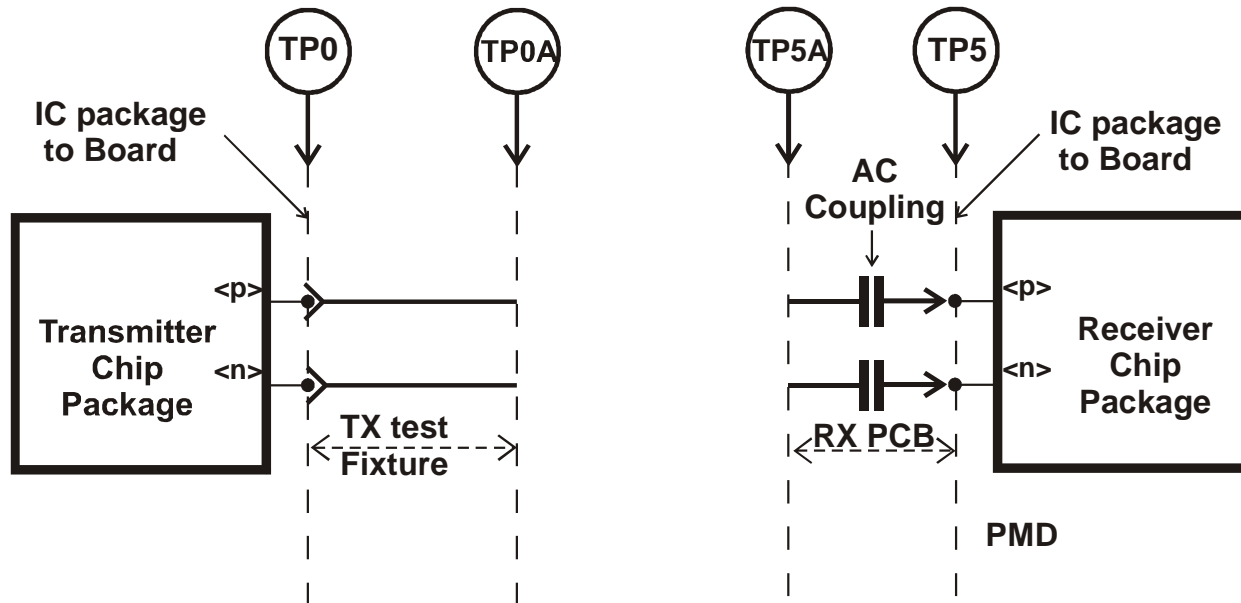 TP0
TP0A
TP5A
TP5
IC package
to Board
AC
Coupling
IC package
to Board
<p>
<n>
Transmitter
Chip
Package
TX test
Fixture
RX PCB
<p>
<n>
Receiver
Chip
Package
PMD